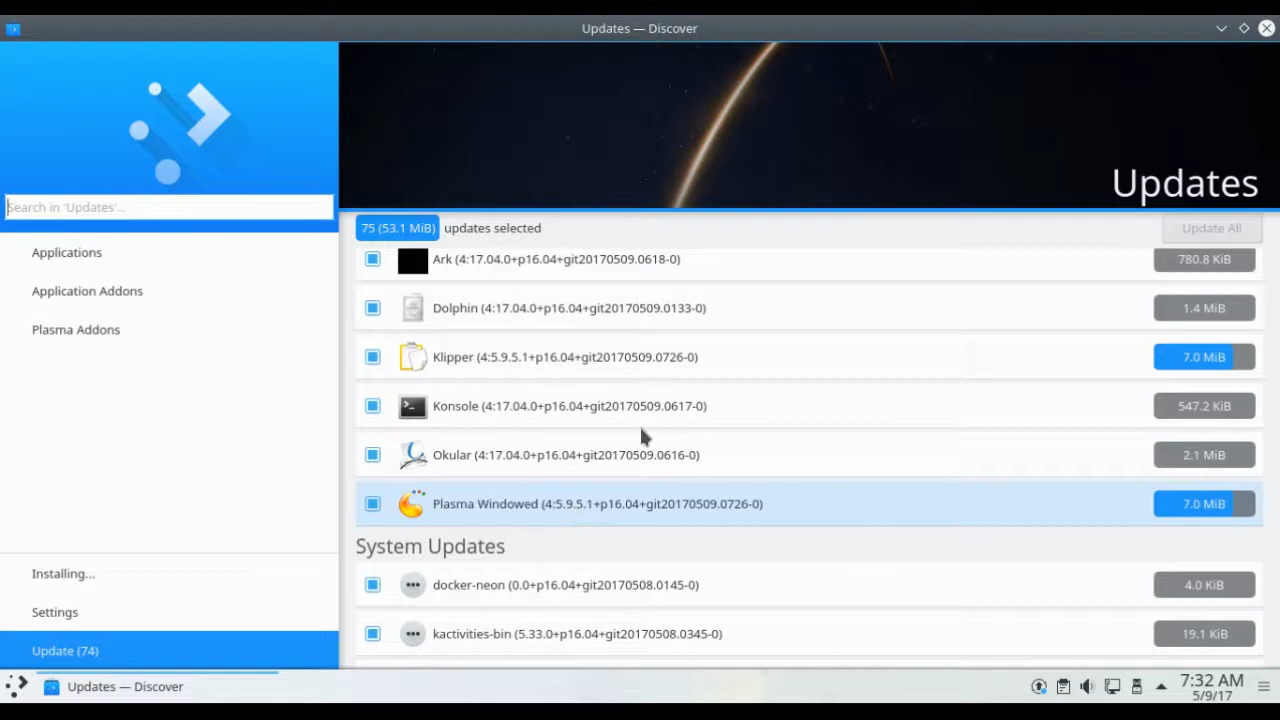 Updates — Discover
Updates
Search in 'Updates'...
75 (53.1 MiB) updates selected
Update All
Applications
Application Addons
Plasma Addons
Installing...
Settings
Update (74)
Ark (4:17.04.0+p16.04+git20170509.0618-0) 780.8 KiB
Dolphin (4:17.04.0+p16.04+git20170509.0133-0) 1.4 MiB
Klipper (4:5.9.5.1+p16.04+git20170509.0726-0) 7.0 MiB
Konsole (4:17.04.0+p16.04+git20170509.0617-0) 547.2 KiB
Okular (4:17.04.0+p16.04+git20170509.0616-0) 2.1 MiB
Plasma Windowed (4:5.9.5.1+p16.04+git20170509.0726-0) 7.0 MiB
System Updates
docker-neon (0.0+p16.04+git20170508.0145-0) 4.0 KiB
kactivities-bin (5.33.0+p16.04+git20170508.0345-0) 19.1 KiB
Updates — Discover
7:32 AM
5/9/17